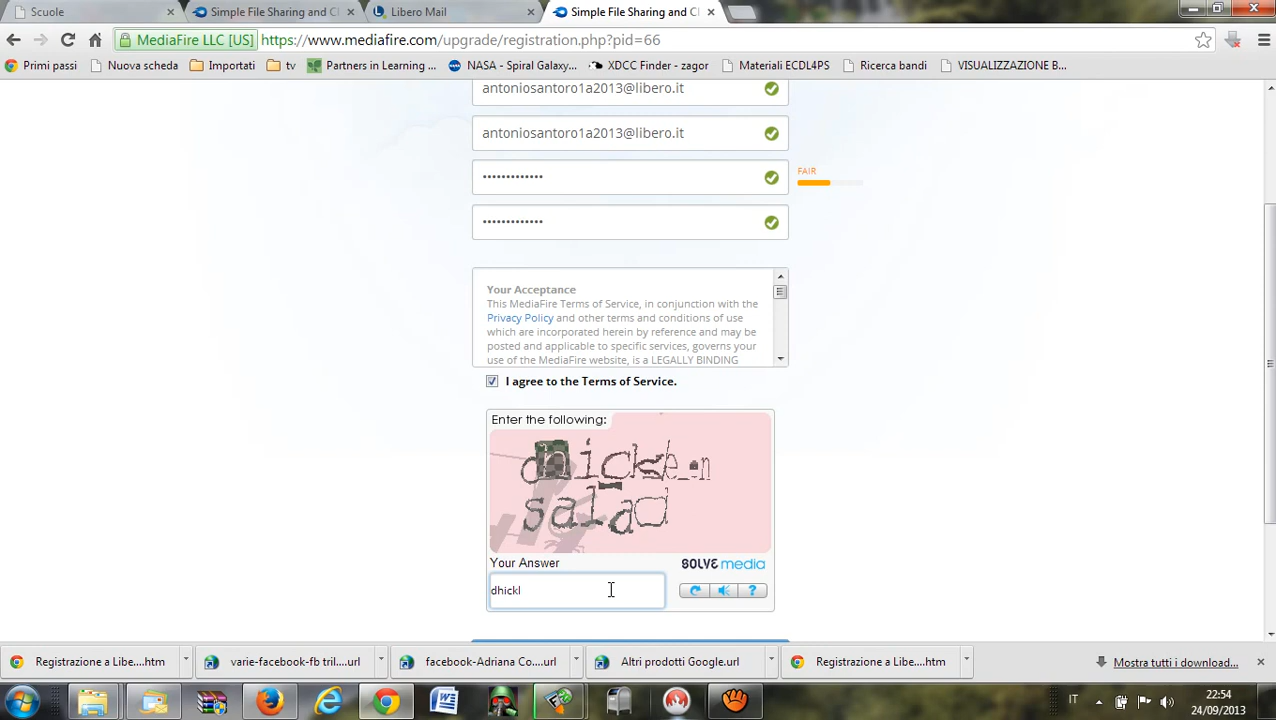 Scuole
Simple File Sharing and Cl
Libero Mail
Simple File Sharing and Cl
MediaFire LLC [US]
https://www.mediafire.com/upgrade/registration.php?pid=66
Primi passi
Nuova scheda
Importati
tv
Partners in Learning ...
NASA - Spiral Galaxy...
XDCC Finder - zagor
Materiali ECDL4PS
Ricerca bandi
VISUALIZZAZIONE B...
antoniosantoro1a2013@libero.it
antoniosantoro1a2013@libero.it
•••••••••••••
FAIR
•••••••••••••
Your Acceptance
This MediaFire Terms of Service, in conjunction with the
Privacy Policy and other terms and conditions of use
which are incorporated herein by reference and may be
posted and applicable to specific services, governs your
use of the MediaFire website, is a LEGALLY BINDING
I agree to the Terms of Service.
Enter the following:
chicken
salad
Your Answer
SOLVEmedia
dhickl
?
Registrazione a Libe....htm
varie-facebook-fb tril....url
facebook-Adriana Co....url
Altri prodotti Google.url
Registrazione a Libe....htm
Mostra tutti i download...
IT
22:54
24/09/2013